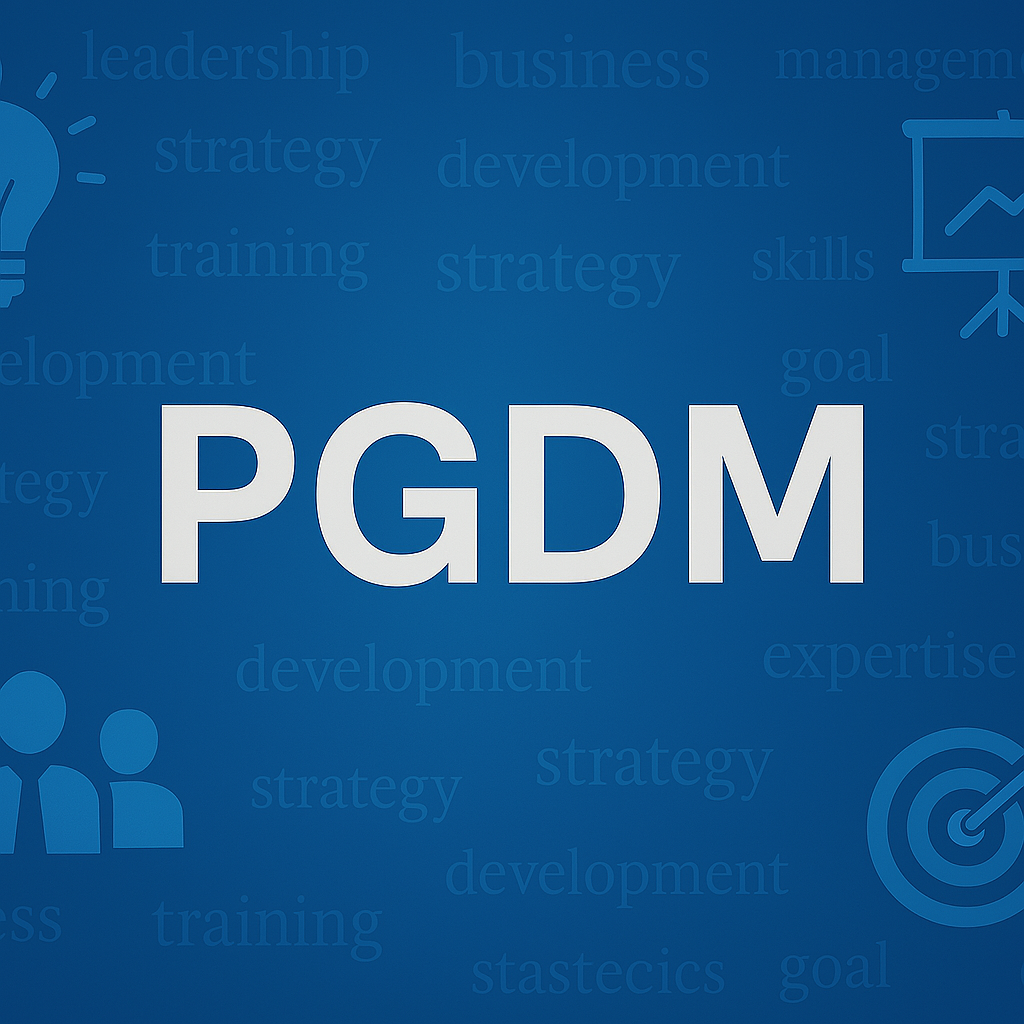 leadership business managem
strategy development
training strategy skills
elopment goal
PGDM
stra
tegy
bus
ning
development expertise
strategy strategy
development
ess training
stastecics goal